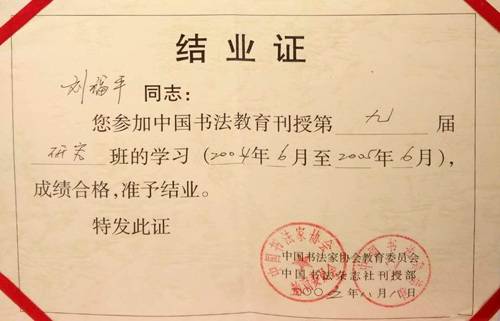 结业证
刘福平 同志：
您参加中国书法教育刊授第九届
研究班的学习（2004年6月至2005年6月），
成绩合格，准予结业。
特发此证
中国书法家协会教育委员会
中国书法杂志社刊授部
年八月